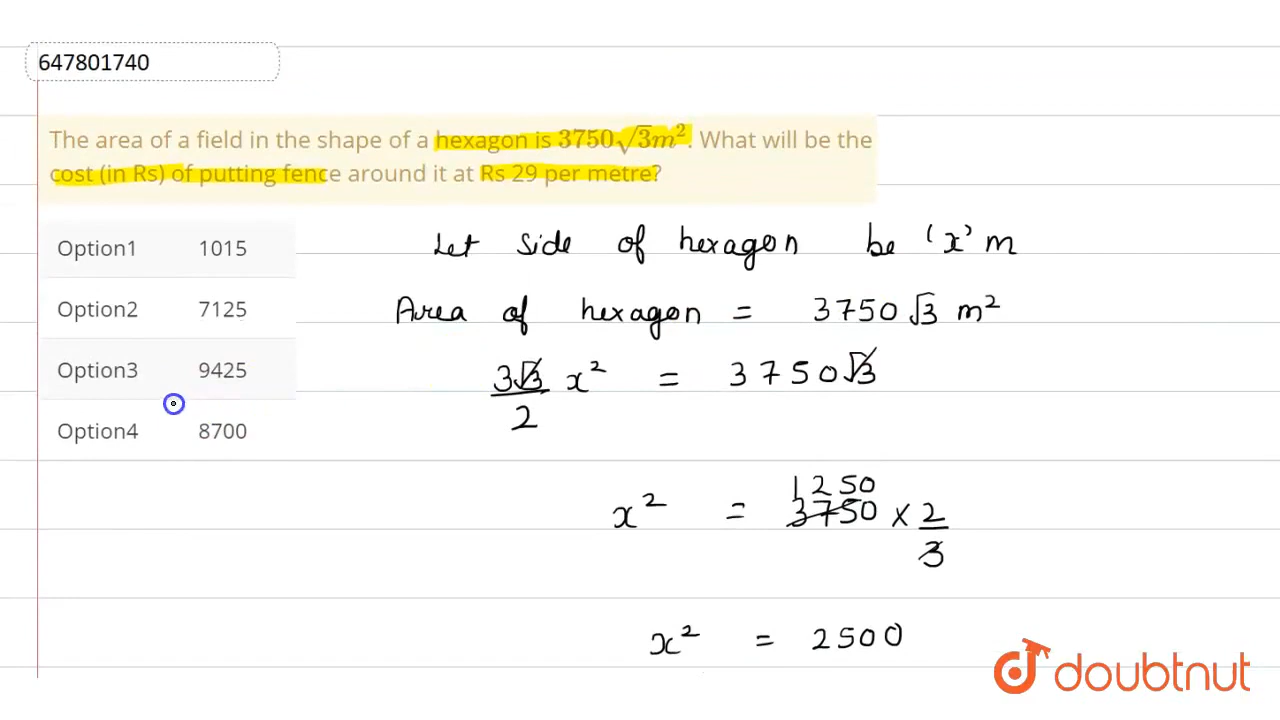 647801740
The area of a field in the shape of a hexagon is 3750√3m². What will be the
cost (in Rs) of putting fence around it at Rs 29 per metre?
Option1 1015
Option2 7125
Option3 9425
Option4 8700
Let side of hexagon be 'x' m
Area of hexagon = 3750 √3 m²
3√3/2 x² = 3750√3
1250
x² = 3750 × 2/3
x² = 2500
doubtnut